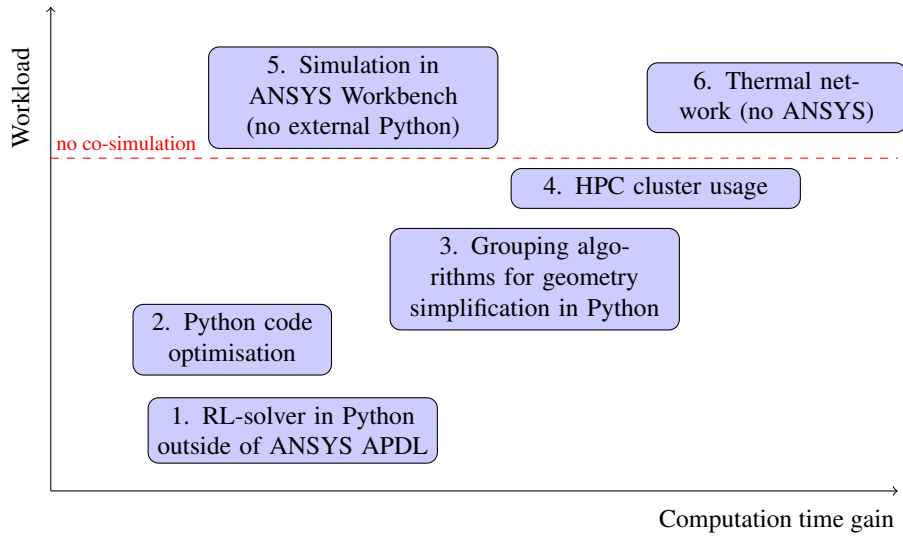 Workload
5. Simulation in
ANSYS Workbench
(no external Python)
6. Thermal net-
work (no ANSYS)
no co-simulation
4. HPC cluster usage
3. Grouping algo-
rithms for geometry
simplification in Python
2. Python code
optimisation
1. RL-solver in Python
outside of ANSYS APDL
Computation time gain